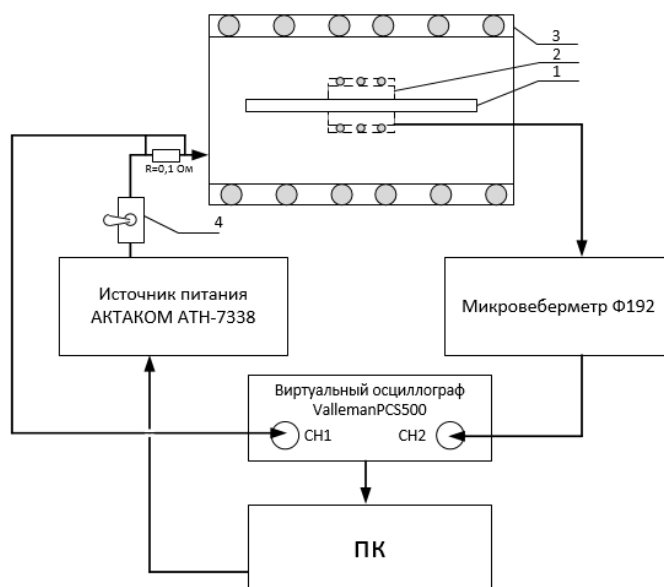 3
2
1
R=0,1 Ом
4
Источник питания
АКТАКОМ АТН-7338
Микровеберметр Ф192
Виртуальный осциллограф
VallemanPCS500
CH1
CH2
ПК